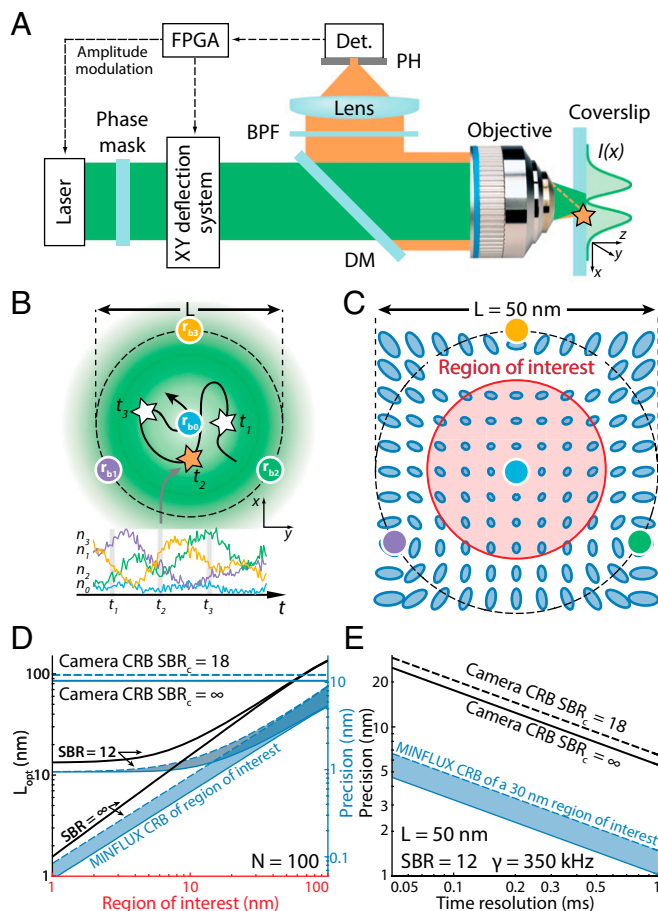 A
Amplitude
modulation
FPGA
Det.
PH
Phase
mask
BPF
Lens
Objective
Coverslip
I(x)
Laser
XY deflection
system
DM
z
y
x
B
L
r_b3
t_3
r_b0
t_1
r_b1
t_2
r_b2
x
y
n_3
n_1
n_2
n_0
t_1
t_2
t_3
t
C
L = 50 nm
Region of interest
D
Camera CRB SBR_c = 18
Camera CRB SBR_c = ∞
SBR = 12
SBR = ∞
MINFLUX CRB of region of interest
N = 100
L_opt (nm)
100
10
1
Precision (nm)
10
1
0.1
1
10
100
Region of interest (nm)
E
Camera CRB SBR_c = 18
Camera CRB SBR_c = ∞
MINFLUX CRB of a 30 nm region of interest
L = 50 nm
SBR = 12 γ = 350 kHz
Precision (nm)
20
10
5
2
1
0.05
0.1
0.2
0.5
1
Time resolution (ms)